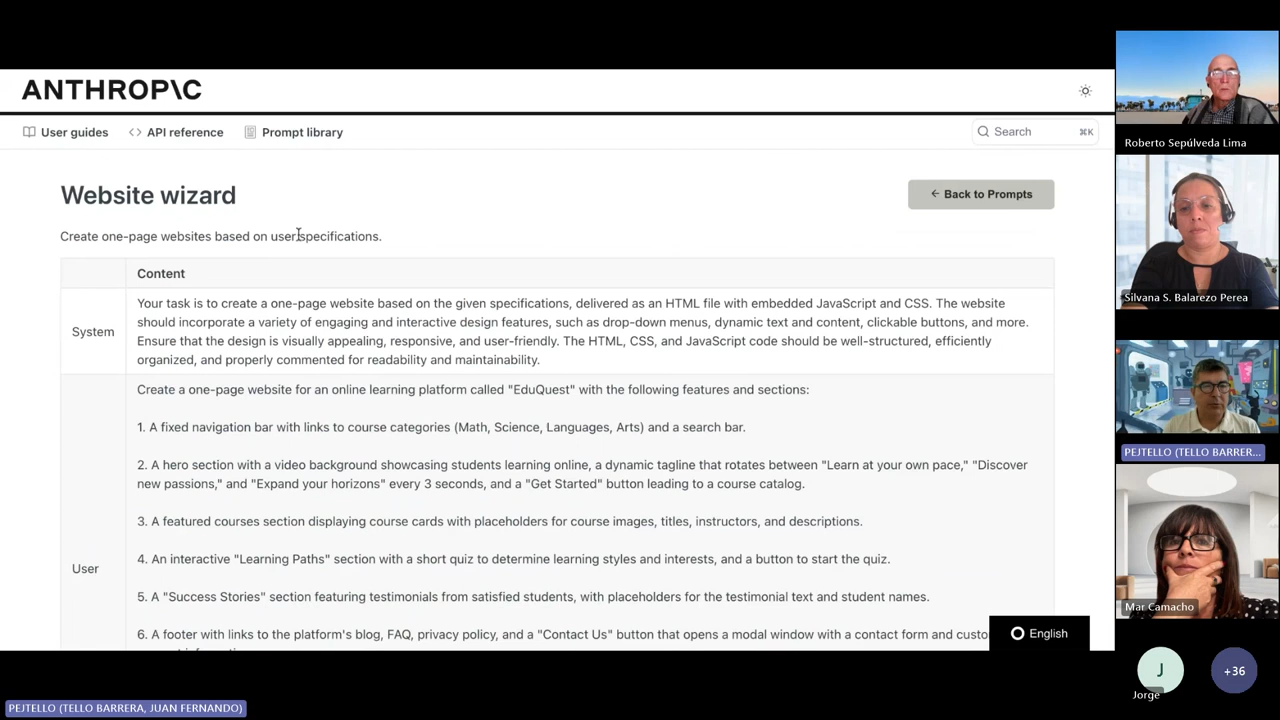 ANTHROP\C
User guides
API reference
Prompt library
Search
⌘K
Website wizard
← Back to Prompts
Create one-page websites based on user specifications.
Content
System
Your task is to create a one-page website based on the given specifications, delivered as an HTML file with embedded JavaScript and CSS. The website
should incorporate a variety of engaging and interactive design features, such as drop-down menus, dynamic text and content, clickable buttons, and more.
Ensure that the design is visually appealing, responsive, and user-friendly. The HTML, CSS, and JavaScript code should be well-structured, efficiently
organized, and properly commented for readability and maintainability.
User
Create a one-page website for an online learning platform called "EduQuest" with the following features and sections:
1. A fixed navigation bar with links to course categories (Math, Science, Languages, Arts) and a search bar.
2. A hero section with a video background showcasing students learning online, a dynamic tagline that rotates between "Learn at your own pace," "Discover
new passions," and "Expand your horizons" every 3 seconds, and a "Get Started" button leading to a course catalog.
3. A featured courses section displaying course cards with placeholders for course images, titles, instructors, and descriptions.
4. An interactive "Learning Paths" section with a short quiz to determine learning styles and interests, and a button to start the quiz.
5. A "Success Stories" section featuring testimonials from satisfied students, with placeholders for the testimonial text and student names.
6. A footer with links to the platform's blog, FAQ, privacy policy, and a "Contact Us" button that opens a modal window with a contact form and
English
Roberto Sepúlveda Lima
Silvana S. Balarezo Perea
PEJTELLO (TELLO BARRER...
Mar Camacho
J
Jorge
+36
PEJTELLO (TELLO BARRERA, JUAN FERNANDO)